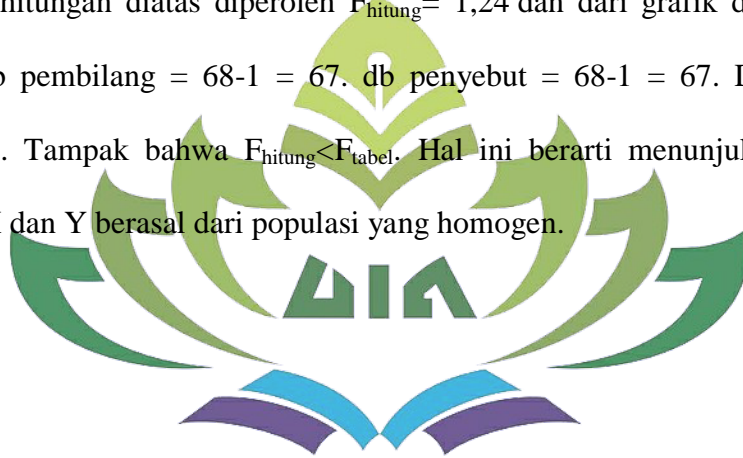 hitungan diatas diperoleh Fhitung= 1,24 dan dari grafik d
pembilang = 68-1 = 67. db penyebut = 68-1 = 67.
. Tampak bahwa Fhitung<Ftabel. Hal ini berarti menunjuk
dan Y berasal dari populasi yang homogen.
UIN